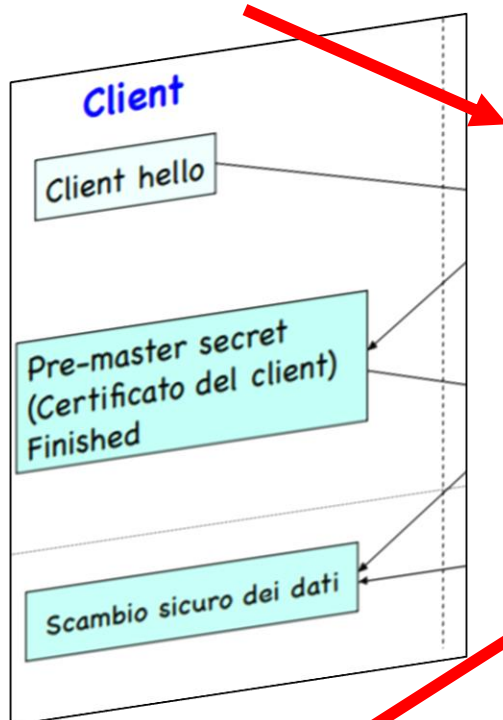 Client
Client hello
Pre-master secret
(Certificato del client)
Finished
Scambio sicuro dei dati